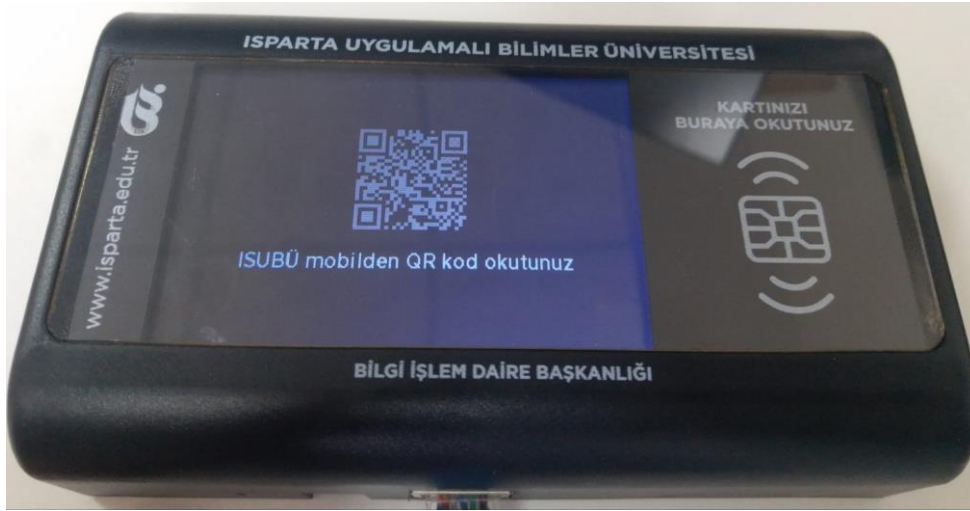 ISPARTA UYGULAMALI BİLİMLER ÜNİVERSİTESİ
www.isparta.edu.tr
ISUBÜ mobilden QR kod okutunuz
KARTINIZI
BURAYA OKUTUNUZ
BİLGİ İŞLEM DAİRE BAŞKANLIĞI